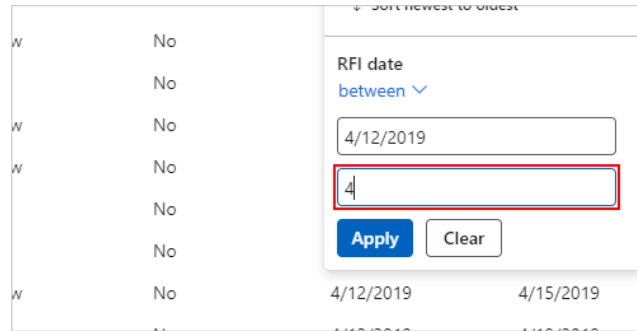 Sort newest to oldest
w No
RFI date
between
No
w No
4/12/2019
w No
4
No
Apply Clear
No
w No 4/12/2019 4/15/2019